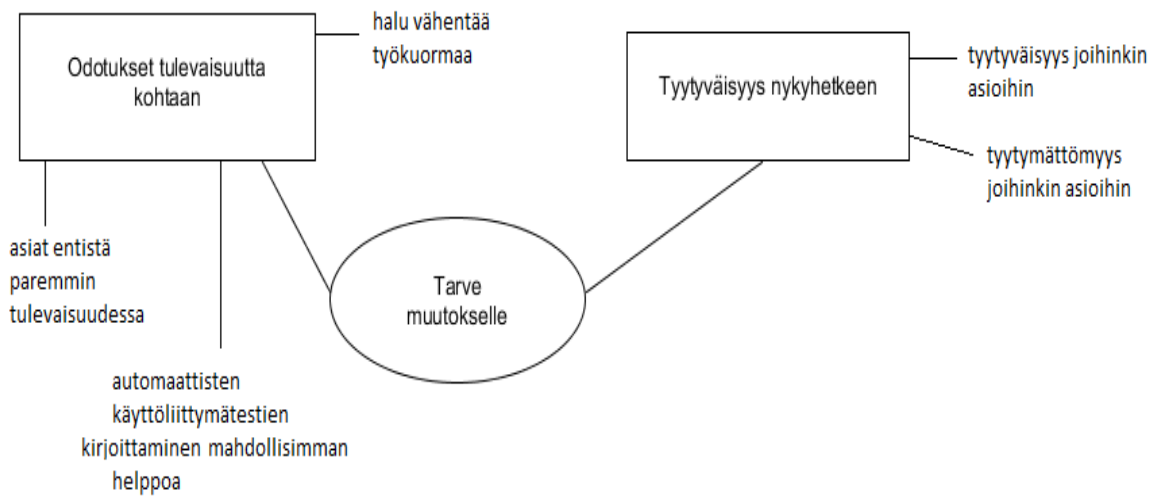 halu vähentää
työkuormaa
Odotukset tulevaisuutta
kohtaan
Tyytyväisyys nykyhetkeen
tyytyväisyys joihinkin
asioihin
tyytymättömyys
joihinkin asioihin
asiat entistä
paremmin
tulevaisuudessa
Tarve
muutokselle
automaattisten
käyttöliittymätestien
kirjoittaminen mahdollisimman
helppoa